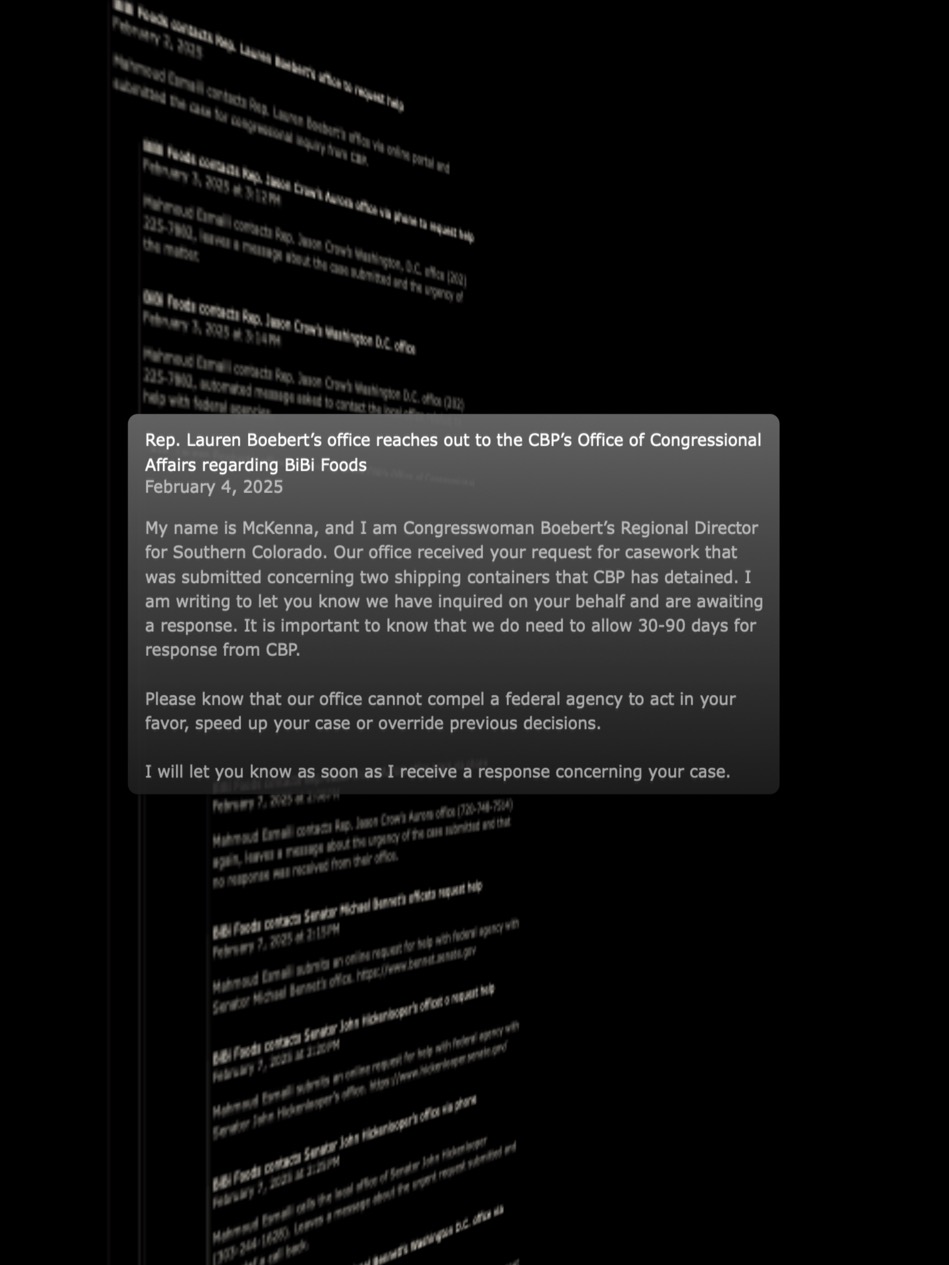 BiBi Foods contacts Rep. Lauren Boebert's office to request help
February 2, 2025
Mahmoud Esmaili contacts Rep. Lauren Boebert's office via online portal and
submitted the case for congressional inquiry from CBP.
BiBi Foods contacts Rep. Jason Crow's Aurora office via phone to request help
February 3, 2025 at 3:12 PM
Mahmoud Esmaili contacts Rep. Jason Crow's Washington, D.C. office (202)
225-7882, leaves a message about the case submitted and the urgency of
the matter.
BiBi Foods contacts Rep. Jason Crow's Washington D.C. office
February 3, 2025 at 3:14 PM
Mahmoud Esmaili contacts Rep. Jason Crow's Washington D.C. office
225-7882, automated message asked to contact the local office
help with federal agencies.
Rep. Lauren Boebert’s office reaches out to the CBP’s Office of Congressional
Affairs regarding BiBi Foods
February 4, 2025
My name is McKenna, and I am Congresswoman Boebert’s Regional Director
for Southern Colorado. Our office received your request for casework that
was submitted concerning two shipping containers that CBP has detained. I
am writing to let you know we have inquired on your behalf and are awaiting
a response. It is important to know that we do need to allow 30-90 days for
response from CBP.
Please know that our office cannot compel a federal agency to act in your
favor, speed up your case or override previous decisions.
I will let you know as soon as I receive a response concerning your case.
February 7, 2025 at
Mahmoud Esmaili contacts Rep. Jason Crow's Aurora office (720-748-7514)
again, leaves a message about the urgency of the case submitted and that
no response was received from their office.
BiBi Foods contacts Senator Michael Bennet's officeto request help
February 7, 2025 at 2:15 PM
Mahmoud Esmaili submits an online request for help with federal agency with
Senator Michael Bennet's office. https://www.bennet.senate.gov/
BiBi Foods contacts Senator John Hickenlooper's officet o request help
February 7, 2025 at 2:20 PM
Mahmoud Esmaili submits an online request for help with federal agency with
Senator John Hickenlooper's office. https://www.hickenlooper.senate.gov/
BiBi Foods contacts Senator John Hickenlooper's office via phone
February 7, 2025 at 2:25 PM
Mahmoud Esmaili calls the local office of Senator John Hickenlooper
(303-244-1628). Leaves a message about the urgent request submitted and
a call back.
Bennet's Washington D.C. office via